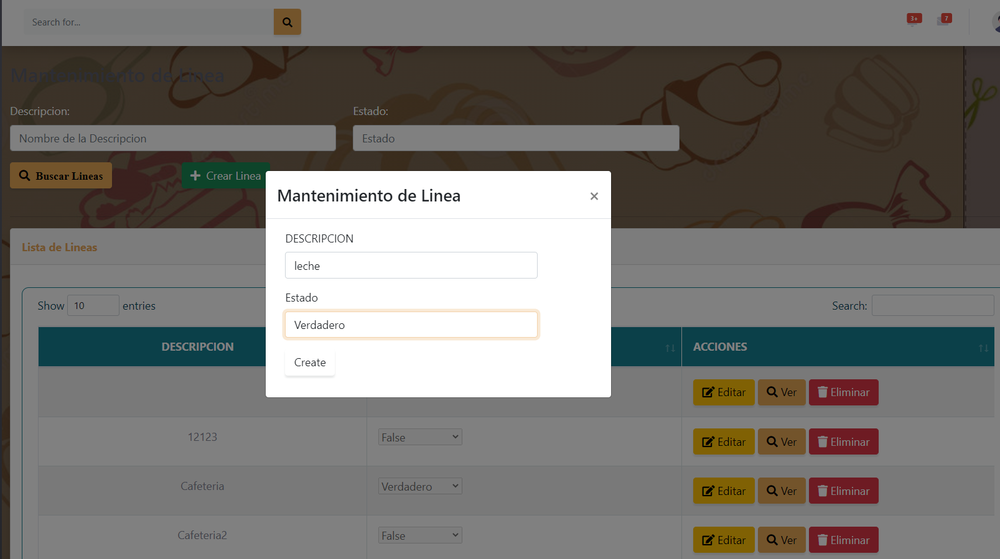 Search for...
3+
7
Mantenimiento de Linea
Descripcion:
Estado:
Nombre de la Descripcion
Estado
Buscar Lineas
Crear Linea
Mantenimiento de Linea
×
DESCRIPCION
leche
Estado
Verdadero
Create
Lista de Lineas
Show 10 entries
Search:
DESCRIPCION
ACCIONES
Editar Ver Eliminar
12123 False Editar Ver Eliminar
Cafeteria Verdadero Editar Ver Eliminar
Cafeteria2 False Editar Ver Eliminar